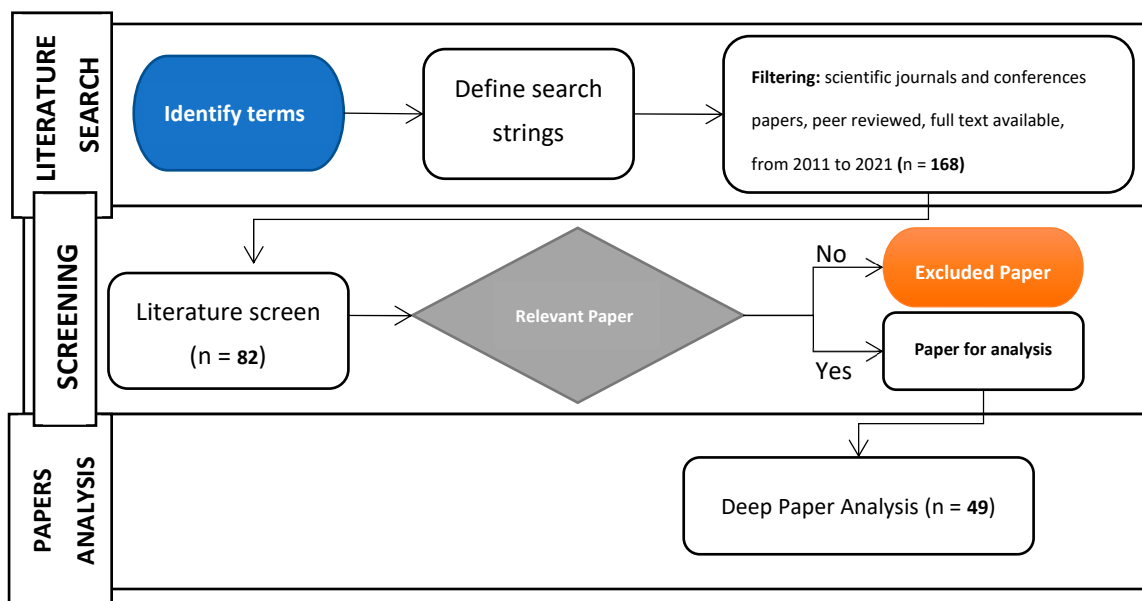 LITERATURE
SEARCH
Identify terms
Define search
strings
Filtering: scientific journals and conferences
papers, peer reviewed, full text available,
from 2011 to 2021 (n = 168)
SCREENING
Literature screen
(n = 82)
Relevant Paper
No
Excluded Paper
Yes
Paper for analysis
PAPERS
ANALYSIS
Deep Paper Analysis (n = 49)